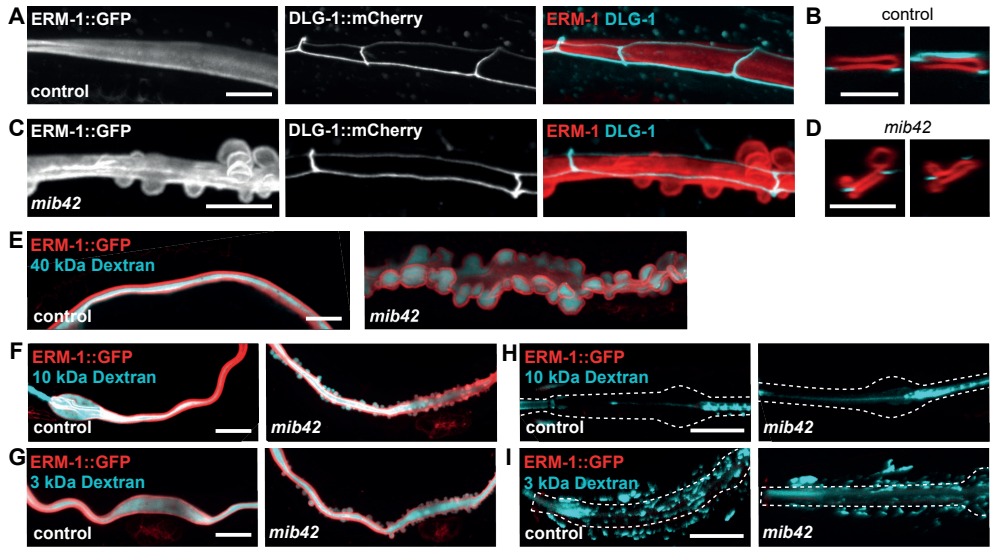 A
ERM-1::GFP
control
DLG-1::mCherry
ERM-1 DLG-1
B
control
C
ERM-1::GFP
mib42
DLG-1::mCherry
ERM-1 DLG-1
D
mib42
E
ERM-1::GFP
40 kDa Dextran
control
mib42
F
ERM-1::GFP
10 kDa Dextran
control
mib42
H
ERM-1::GFP
10 kDa Dextran
control
mib42
G
ERM-1::GFP
3 kDa Dextran
control
mib42
I
ERM-1::GFP
3 kDa Dextran
control
mib42